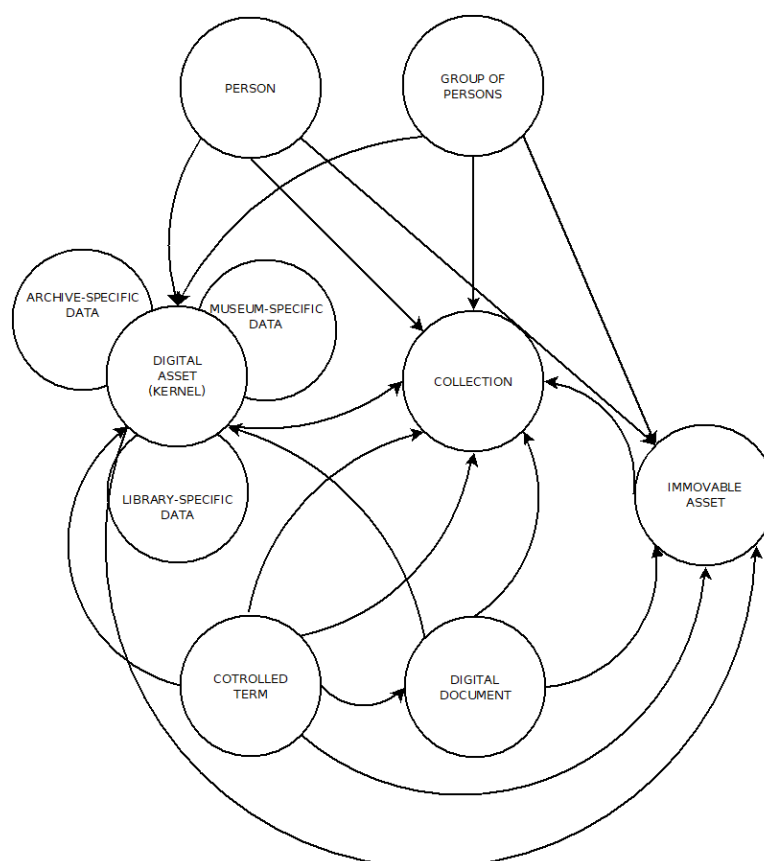 PERSON
GROUP OF
PERSONS
ARCHIVE-SPECIFIC
DATA
MUSEUM-SPECIFIC
DATA
DIGITAL
ASSET
(KERNEL)
COLLECTION
LIBRARY-SPECIFIC
DATA
IMMOVABLE
ASSET
COTROLLED
TERM
DIGITAL
DOCUMENT